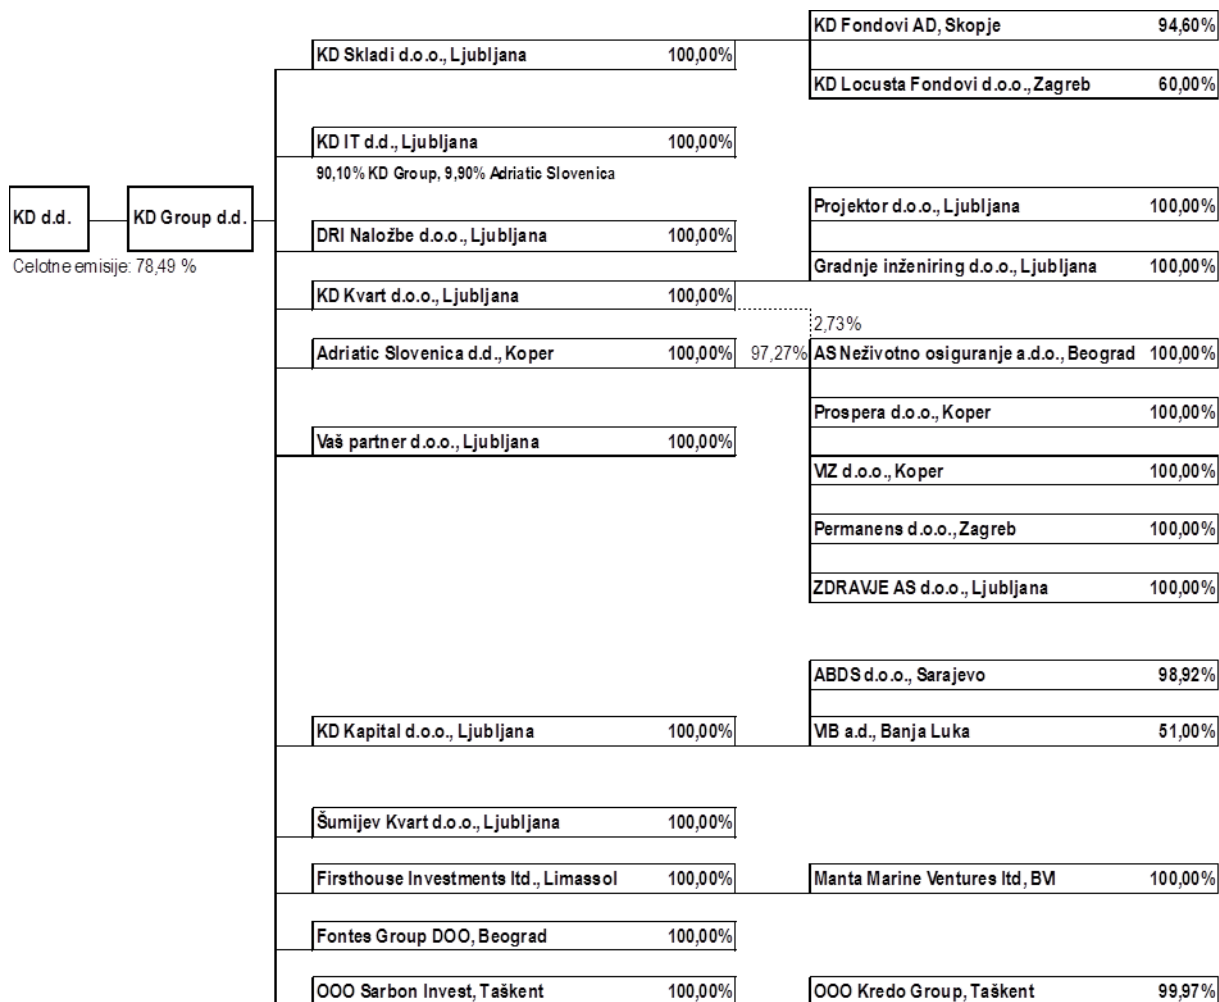 KD d.d.
KD Group d.d.
Celotne emisije: 78,49 %
KD Skladi d.o.o., Ljubljana 100,00%
KD Fondovi AD, Skopje 94,60%
KD Locusta Fondovi d.o.o., Zagreb 60,00%
KD IT d.d., Ljubljana 100,00%
90,10% KD Group, 9,90% Adriatic Slovenica
DRI Naložbe d.o.o., Ljubljana 100,00%
KD Kvart d.o.o., Ljubljana 100,00%
Projektor d.o.o., Ljubljana 100,00%
Gradnje inženiring d.o.o., Ljubljana 100,00%
2,73%
Adriatic Slovenica d.d., Koper 100,00%
97,27%
AS Neživotno osiguranje a.d.o., Beograd 100,00%
Prospera d.o.o., Koper 100,00%
VIZ d.o.o., Koper 100,00%
Permanens d.o.o., Zagreb 100,00%
ZDRAVJE AS d.o.o., Ljubljana 100,00%
Vaš partner d.o.o., Ljubljana 100,00%
KD Kapital d.o.o., Ljubljana 100,00%
ABDS d.o.o., Sarajevo 98,92%
VIB a.d., Banja Luka 51,00%
Šumijev Kvart d.o.o., Ljubljana 100,00%
Firsthouse Investments ltd., Limassol 100,00%
Manta Marine Ventures ltd, BVI 100,00%
Fontes Group DOO, Beograd 100,00%
OOO Sarbon Invest, Taškent 100,00%
OOO Kredo Group, Taškent 99,97%